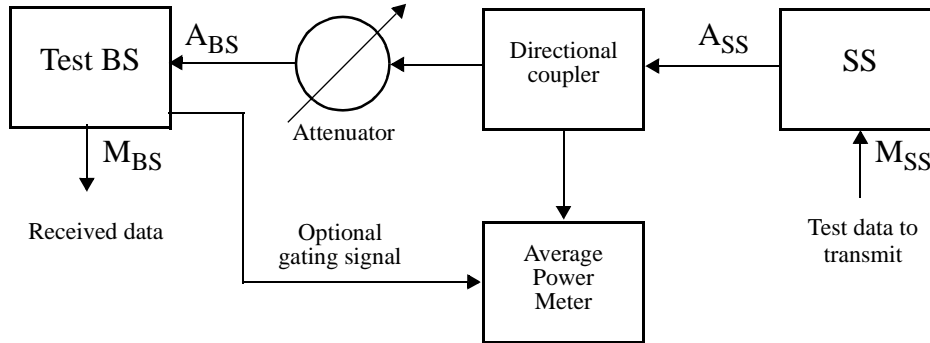 Test BS
A_BS
Attenuator
Directional
coupler
A_SS
SS
M_BS
M_SS
Received data
Optional
gating signal
Average
Power
Meter
Test data to
transmit